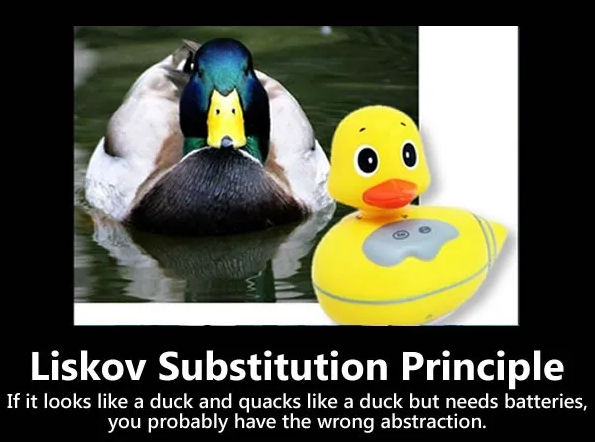 Liskov Substitution Principle
If it looks like a duck and quacks like a duck but needs batteries,
you probably have the wrong abstraction.